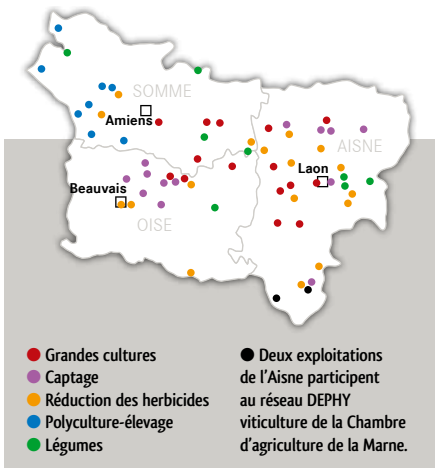 SOMME
Amiens
AISNE
Laon
Beauvais
OISE
Grandes cultures
Captage
Réduction des herbicides
Polyculture-élevage
Légumes
Deux exploitations
de l'Aisne participent
au réseau DEPHY
viticulture de la Chambre
d'agriculture de la Marne.